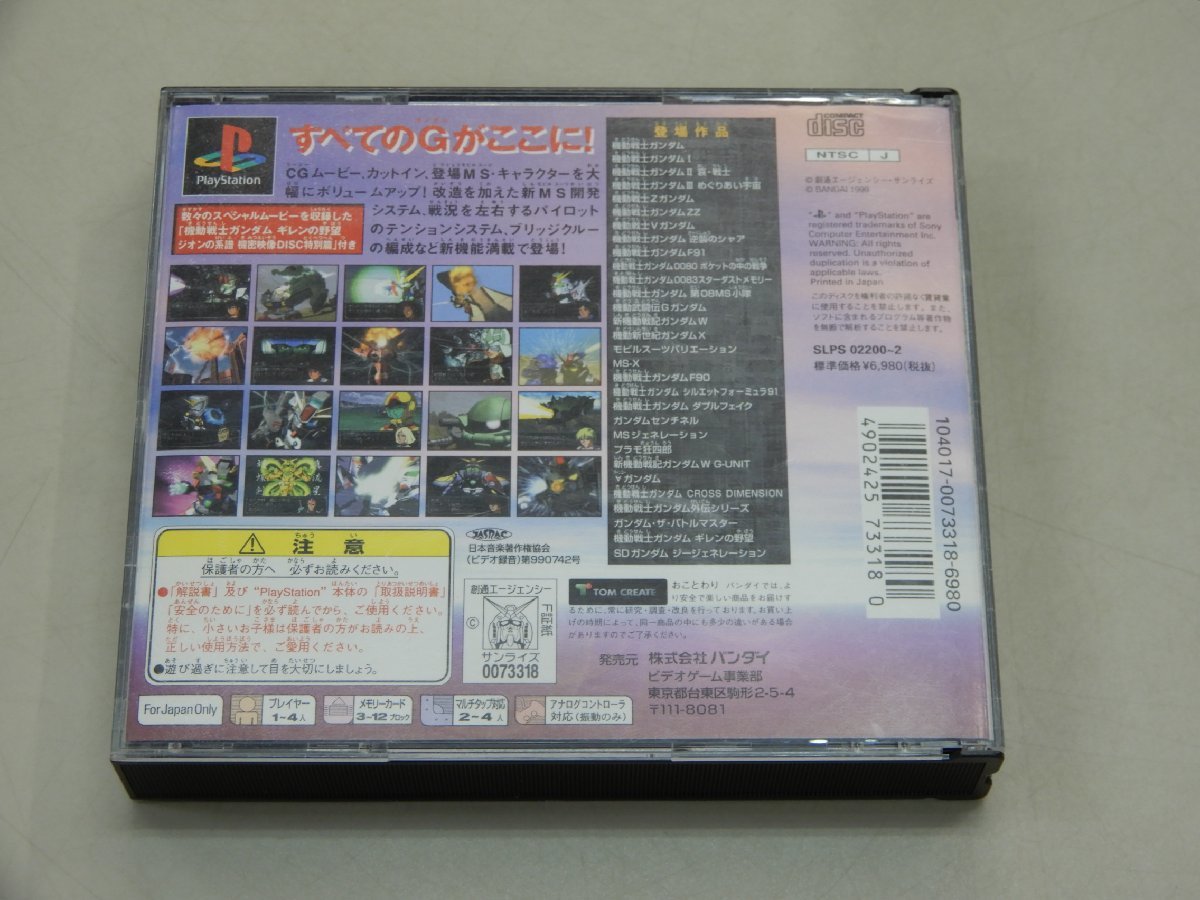 PlayStation
すべてのGがここに!
CGムービー、カットイン、登場MS・キャラクターを大
幅にボリュームアップ! 改造を加えた新MS開発
システム、戦況を左右するパイロット
のテンションシステム、ブリッジクルー
の編成など新機能満載で登場!
数々のスペシャルムービーを収録した
「機動戦士ガンダム ギレンの野望
ジオンの系譜 機密映像DISC特別篇」付き
登場作品
機動戦士ガンダム
機動戦士ガンダムⅠ
機動戦士ガンダムⅡ 哀・戦士
機動戦士ガンダムⅢ めぐりあい宇宙
機動戦士Zガンダム
機動戦士ガンダムZZ
機動戦士Vガンダム
機動戦士ガンダム 逆襲のシャア
機動戦士ガンダムF91
機動戦士ガンダム0080 ポケットの中の戦争
機動戦士ガンダム0083スターダストメモリー
機動戦士ガンダム 第08MS小隊
機動武闘伝Gガンダム
新機動戦記ガンダムW
機動新世紀ガンダムX
モビルスーツバリエーション
MS-X
機動戦士ガンダムF90
機動戦士ガンダム シルエットフォーミュラ91
機動戦士ガンダム ダブルフェイク
ガンダムセンチネル
MSジェネレーション
プラモ狂四郎
新機動戦記ガンダムW G-UNIT
∀ガンダム
機動戦士ガンダム CROSS DIMENSION
機動戦士ガンダム外伝シリーズ
ガンダム・ザ・バトルマスター
機動戦士ガンダム ギレンの野望
SDガンダム ジージェネレーション
COMPACT
disc
NTSC J
©創通エージェンシー・サンライズ
© BANDAI 1999
" " and "PlayStation" are
registered trademarks of Sony
Computer Entertainment Inc.
WARNING: All rights
reserved. Unauthorized
duplication is a violation of
applicable laws.
Printed in Japan
このディスクを権利者の許諾なく賃貸業
に使用することを禁止します。また、
ソフトに含まれるプログラム等著作物
を無断で解析することを禁止します。
SLPS 02200~2
標準価格 ¥6,980(税抜)
104017-0073318-6980
4902425 733180
注意
保護者の方へ 必ずお読みください。
●「解説書」及び"PlayStation"本体の「取扱説明書」
「安全のために」を必ず読んでから、ご使用ください。
特に、小さいお子様は保護者の方がお読みの上、
正しい使用方法で、ご愛用ください。
●遊び過ぎに注意して目を大切にしましょう。
JASRAC
日本音楽著作権協会
(ビデオ録音)第990742号
創通エージェンシー
©
F証紙
サンライズ
0073318
TOM CREATE
おことわり バンダイでは、よ
り安全で楽しい商品をお届けす
るために、常に研究・調査・改良を行っております。お買い上
げの時期によって、同一商品の中にも多少の違いがある場合
がありますのでご了承ください。
発売元 株式会社バンダイ
ビデオゲーム事業部
東京都台東区駒形2-5-4
〒111-8081
For Japan Only
プレイヤー
1~4人
メモリーカード
3~12ブロック
マルチタップ対応
2~4人
アナログコントローラ
対応(振動のみ)